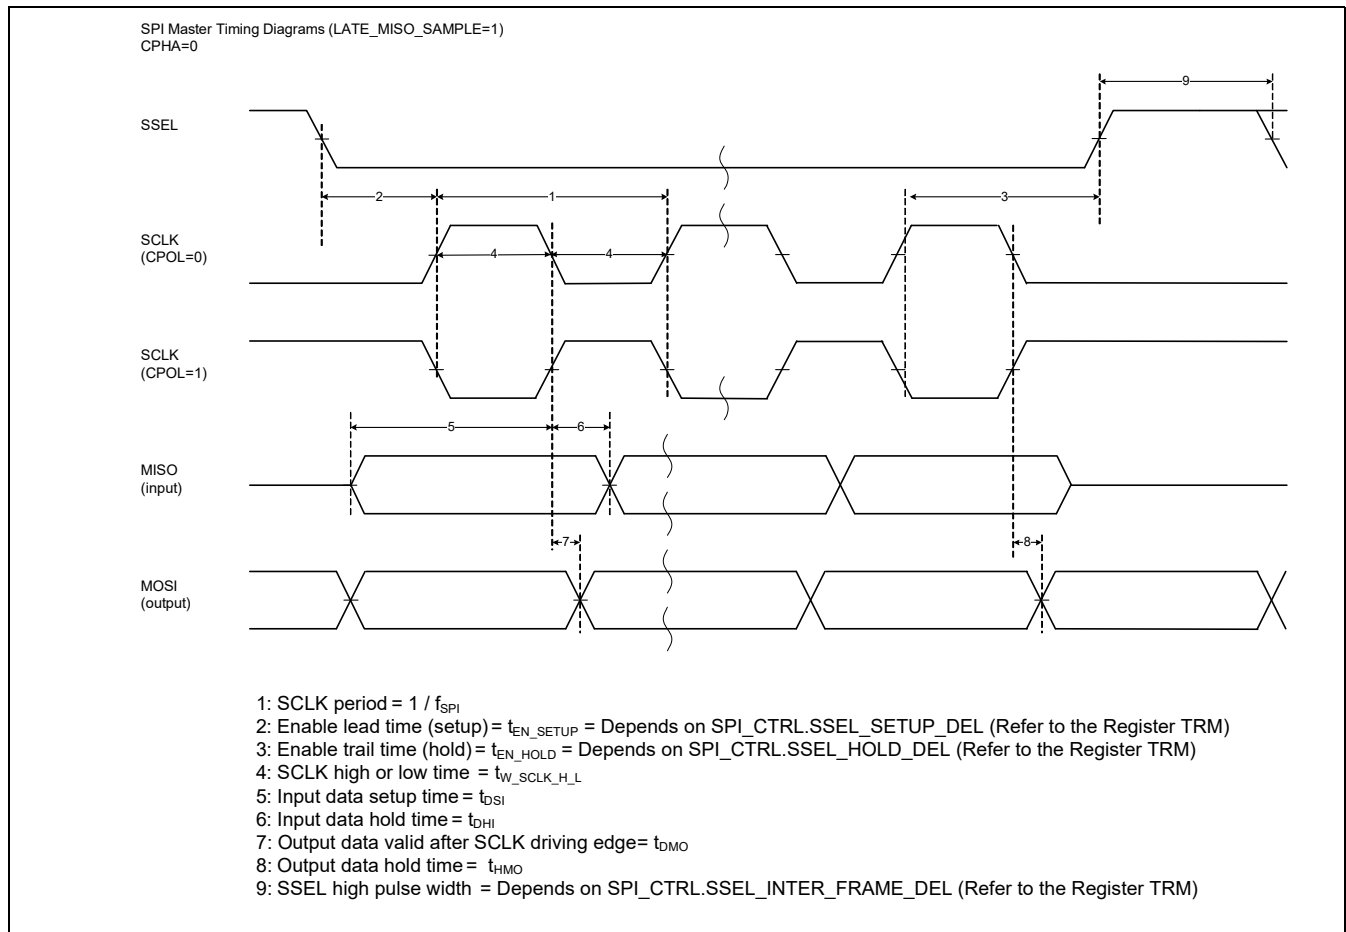 SPI Master Timing Diagrams (LATE_MISO_SAMPLE=1)
CPHA=0
9
SSEL
2
1
3
SCLK
(CPOL=0)
4
4
SCLK
(CPOL=1)
5
6
MISO
(input)
7
8
MOSI
(output)
1: SCLK period = 1 / fSPI
2: Enable lead time (setup) = tEN_SETUP = Depends on SPI_CTRL.SSEL_SETUP_DEL (Refer to the Register TRM)
3: Enable trail time (hold) = tEN_HOLD = Depends on SPI_CTRL.SSEL_HOLD_DEL (Refer to the Register TRM)
4: SCLK high or low time = tW_SCLK_H_L
5: Input data setup time = tDSI
6: Input data hold time = tDHI
7: Output data valid after SCLK driving edge= tDMO
8: Output data hold time = tHMO
9: SSEL high pulse width = Depends on SPI_CTRL.SSEL_INTER_FRAME_DEL (Refer to the Register TRM)